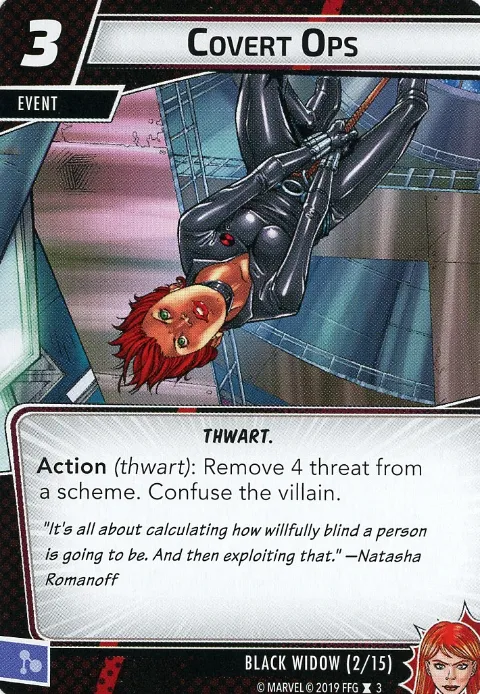 3
COVERT OPS
EVENT
THWART.
Action (thwart): Remove 4 threat from
a scheme. Confuse the villain.
"It's all about calculating how willfully blind a person
is going to be. And then exploiting that." —Natasha
Romanoff
BLACK WIDOW (2/15)
© MARVEL © 2019 FFG 3